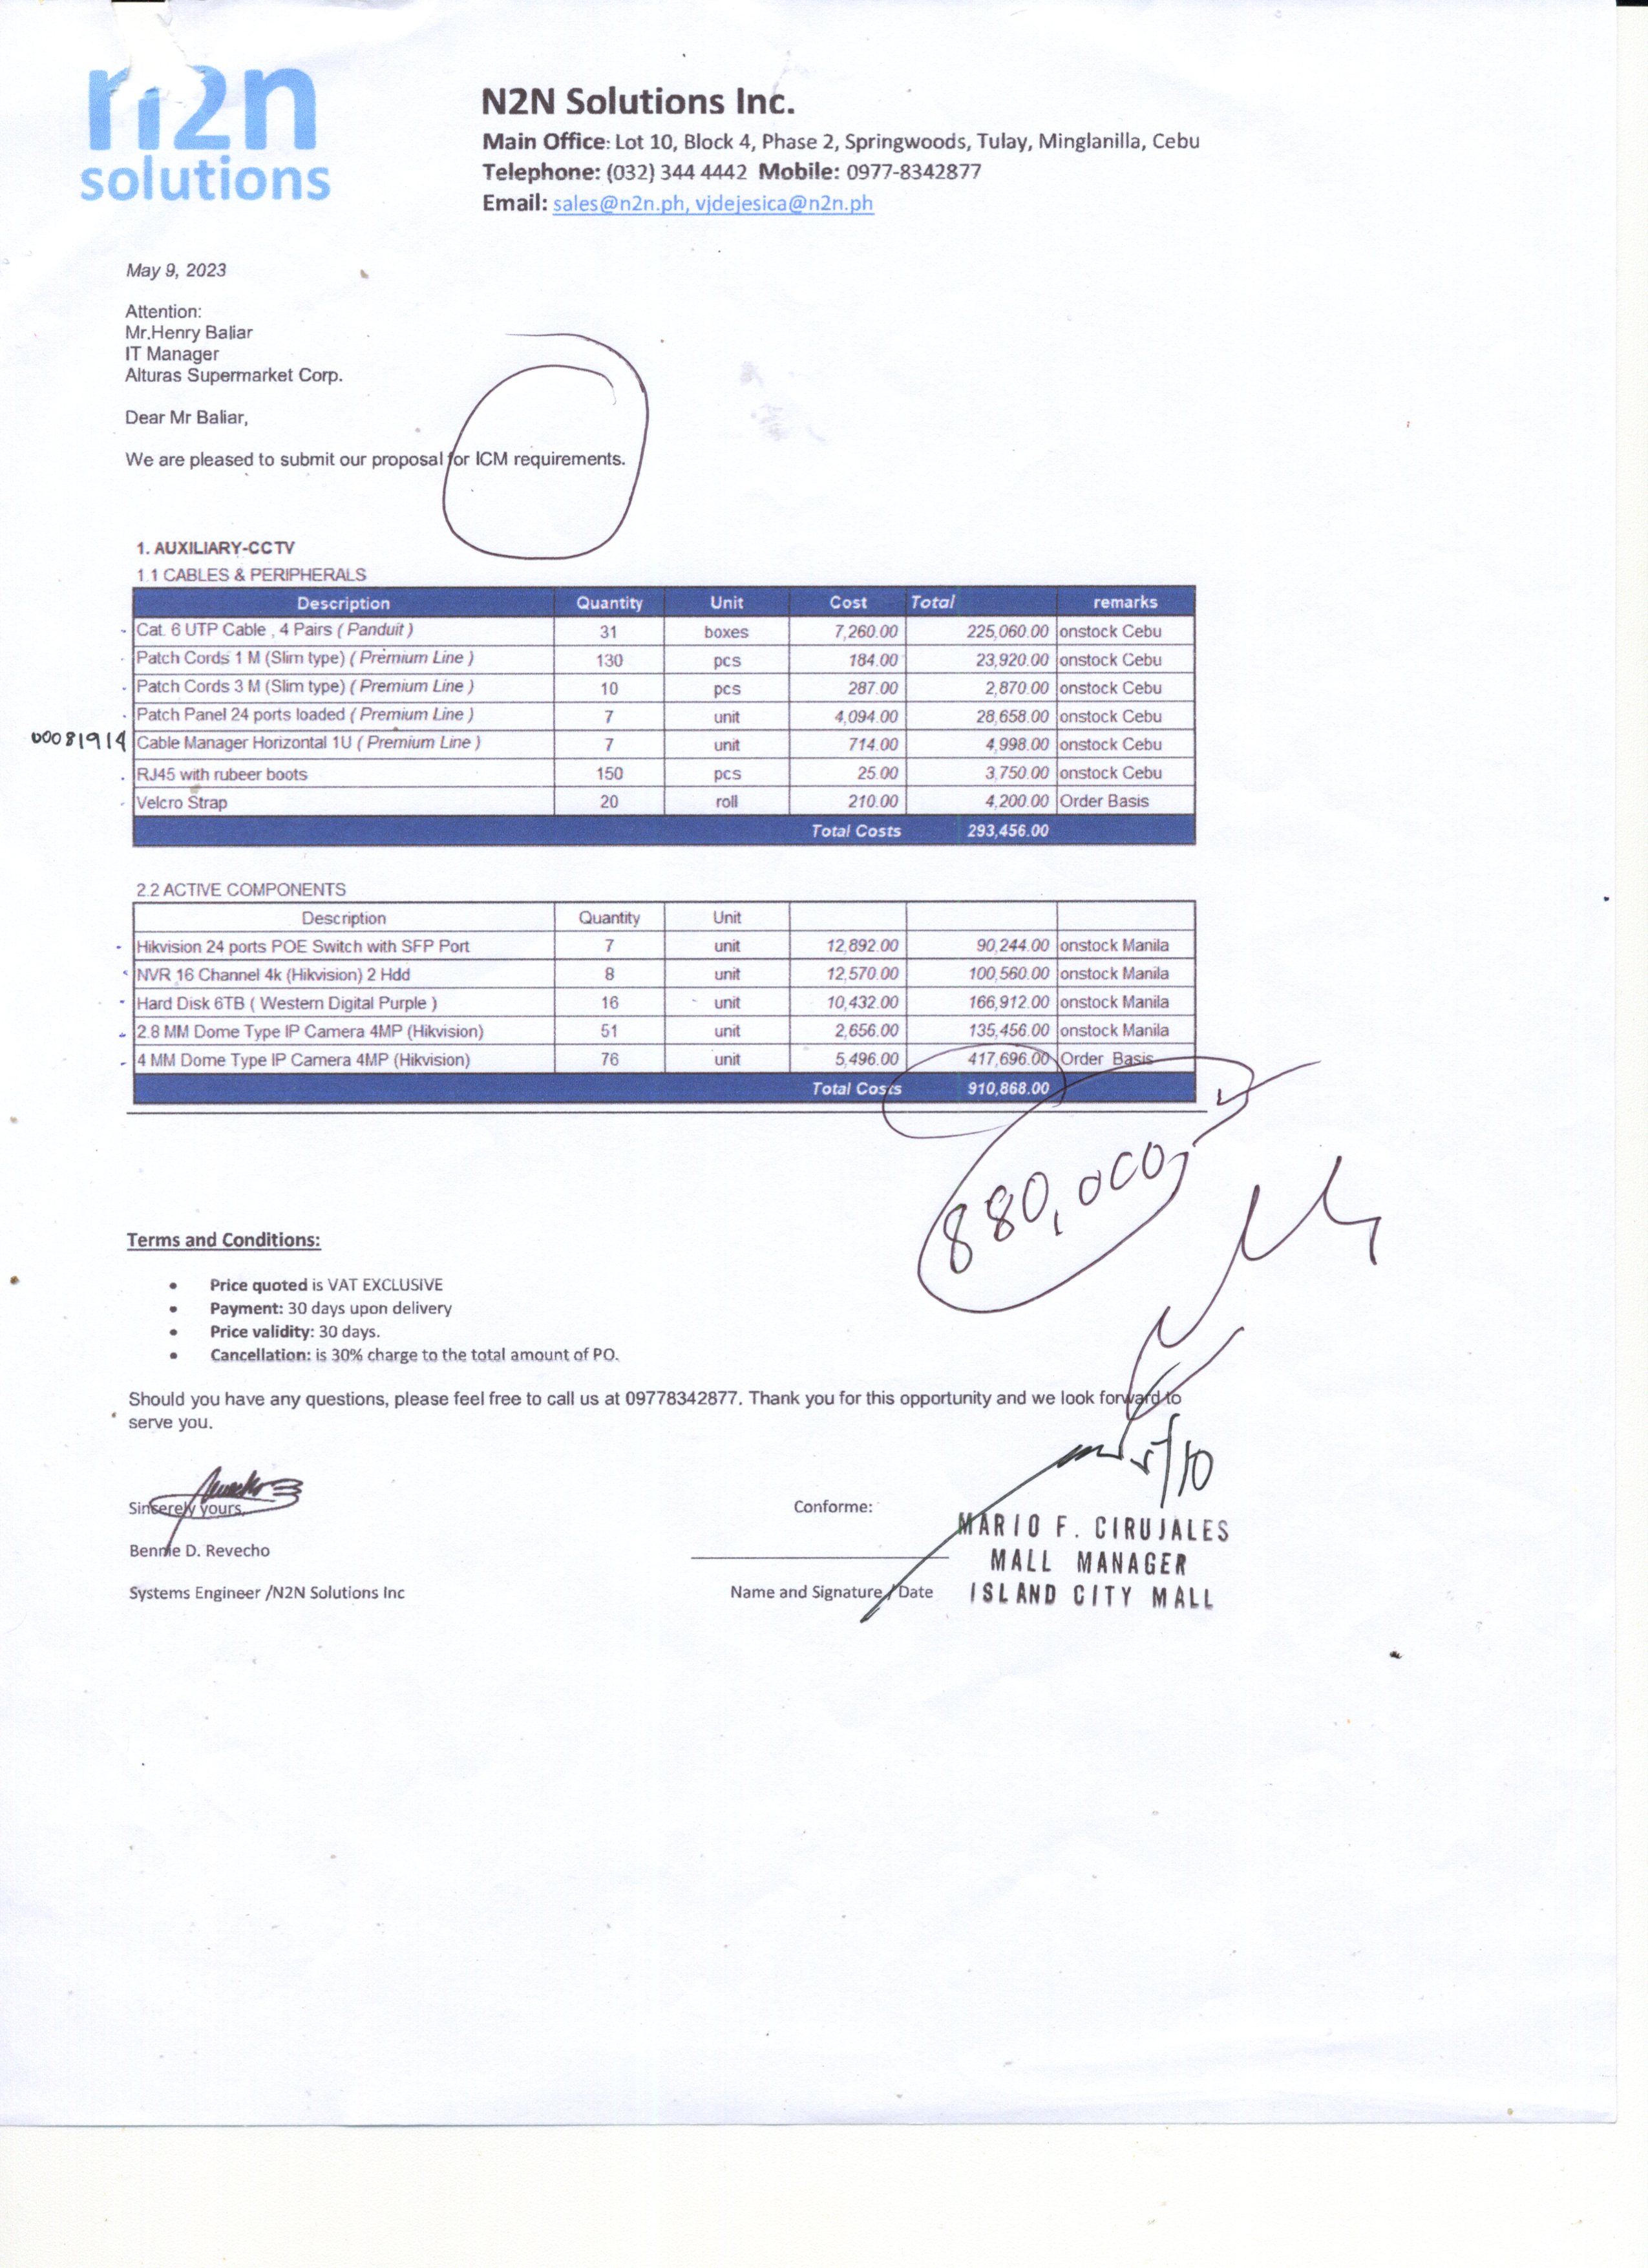 n2n
solutions
N2N Solutions Inc.
Main Office: Lot 10, Block 4, Phase 2, Springwoods, Tulay, Minglanilla, Cebu
Telephone: (032) 344 4442 Mobile: 0977-8342877
Email: sales@n2n.ph, vjdejesica@n2n.ph
May 9, 2023
Attention:
Mr.Henry Baliar
IT Manager
Alturas Supermarket Corp.
Dear Mr Baliar,
We are pleased to submit our proposal for ICM requirements.
1. AUXILIARY-CCTV
1.1 CABLES & PERIPHERALS
Description Quantity Unit Cost Total remarks
Cat. 6 UTP Cable , 4 Pairs ( Panduit ) 31 boxes 7,260.00 225,060.00 onstock Cebu
Patch Cords 1 M (Slim type) ( Premium Line ) 130 pcs 184.00 23,920.00 onstock Cebu
Patch Cords 3 M (Slim type) ( Premium Line ) 10 pcs 287.00 2,870.00 onstock Cebu
Patch Panel 24 ports loaded ( Premium Line ) 7 unit 4,094.00 28,658.00 onstock Cebu
00081914 Cable Manager Horizontal 1U ( Premium Line ) 7 unit 714.00 4,998.00 onstock Cebu
RJ45 with rubeer boots 150 pcs 25.00 3,750.00 onstock Cebu
Velcro Strap 20 roll 210.00 4,200.00 Order Basis
Total Costs 293,456.00
2.2 ACTIVE COMPONENTS
Description Quantity Unit
Hikvision 24 ports POE Switch with SFP Port 7 unit 12,892.00 90,244.00 onstock Manila
NVR 16 Channel 4k (Hikvision) 2 Hdd 8 unit 12,570.00 100,560.00 onstock Manila
Hard Disk 6TB ( Western Digital Purple ) 16 unit 10,432.00 166,912.00 onstock Manila
2.8 MM Dome Type IP Camera 4MP (Hikvision) 51 unit 2,656.00 135,456.00 onstock Manila
4 MM Dome Type IP Camera 4MP (Hikvision) 76 unit 5,496.00 417,696.00 Order Basis
Total Costs 910,868.00
880,000
Terms and Conditions:
• Price quoted is VAT EXCLUSIVE
• Payment: 30 days upon delivery
• Price validity: 30 days.
• Cancellation: is 30% charge to the total amount of PO.
Should you have any questions, please feel free to call us at 09778342877. Thank you for this opportunity and we look forward to
serve you.
5/10
Sincerely yours,
Conforme:
MARIO F. CIRUJALES
MALL MANAGER
ISLAND CITY MALL
Bennie D. Revecho
Systems Engineer /N2N Solutions Inc
Name and Signature / Date